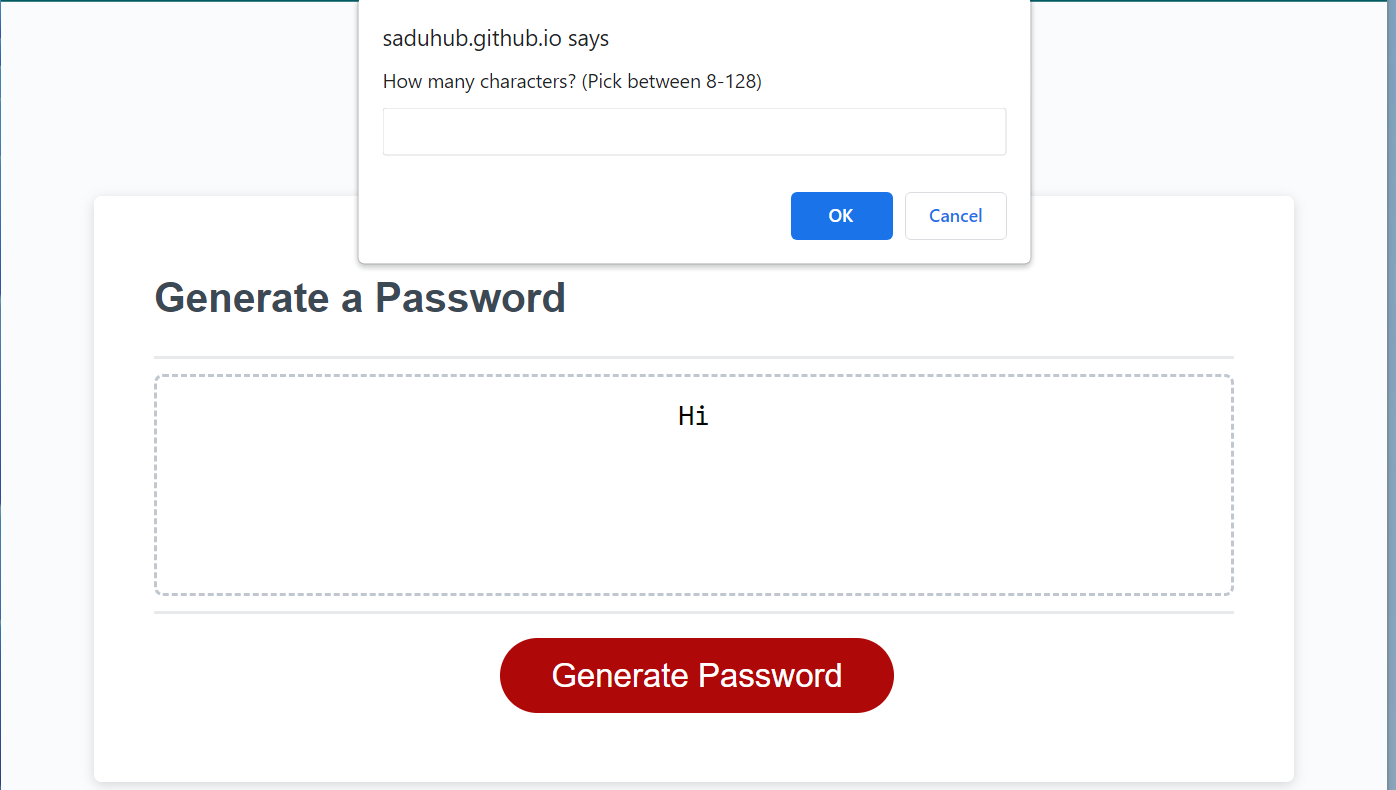 saduhub.github.io says
How many characters? (Pick between 8-128)
OK Cancel
Generate a Password
Hi
Generate Password